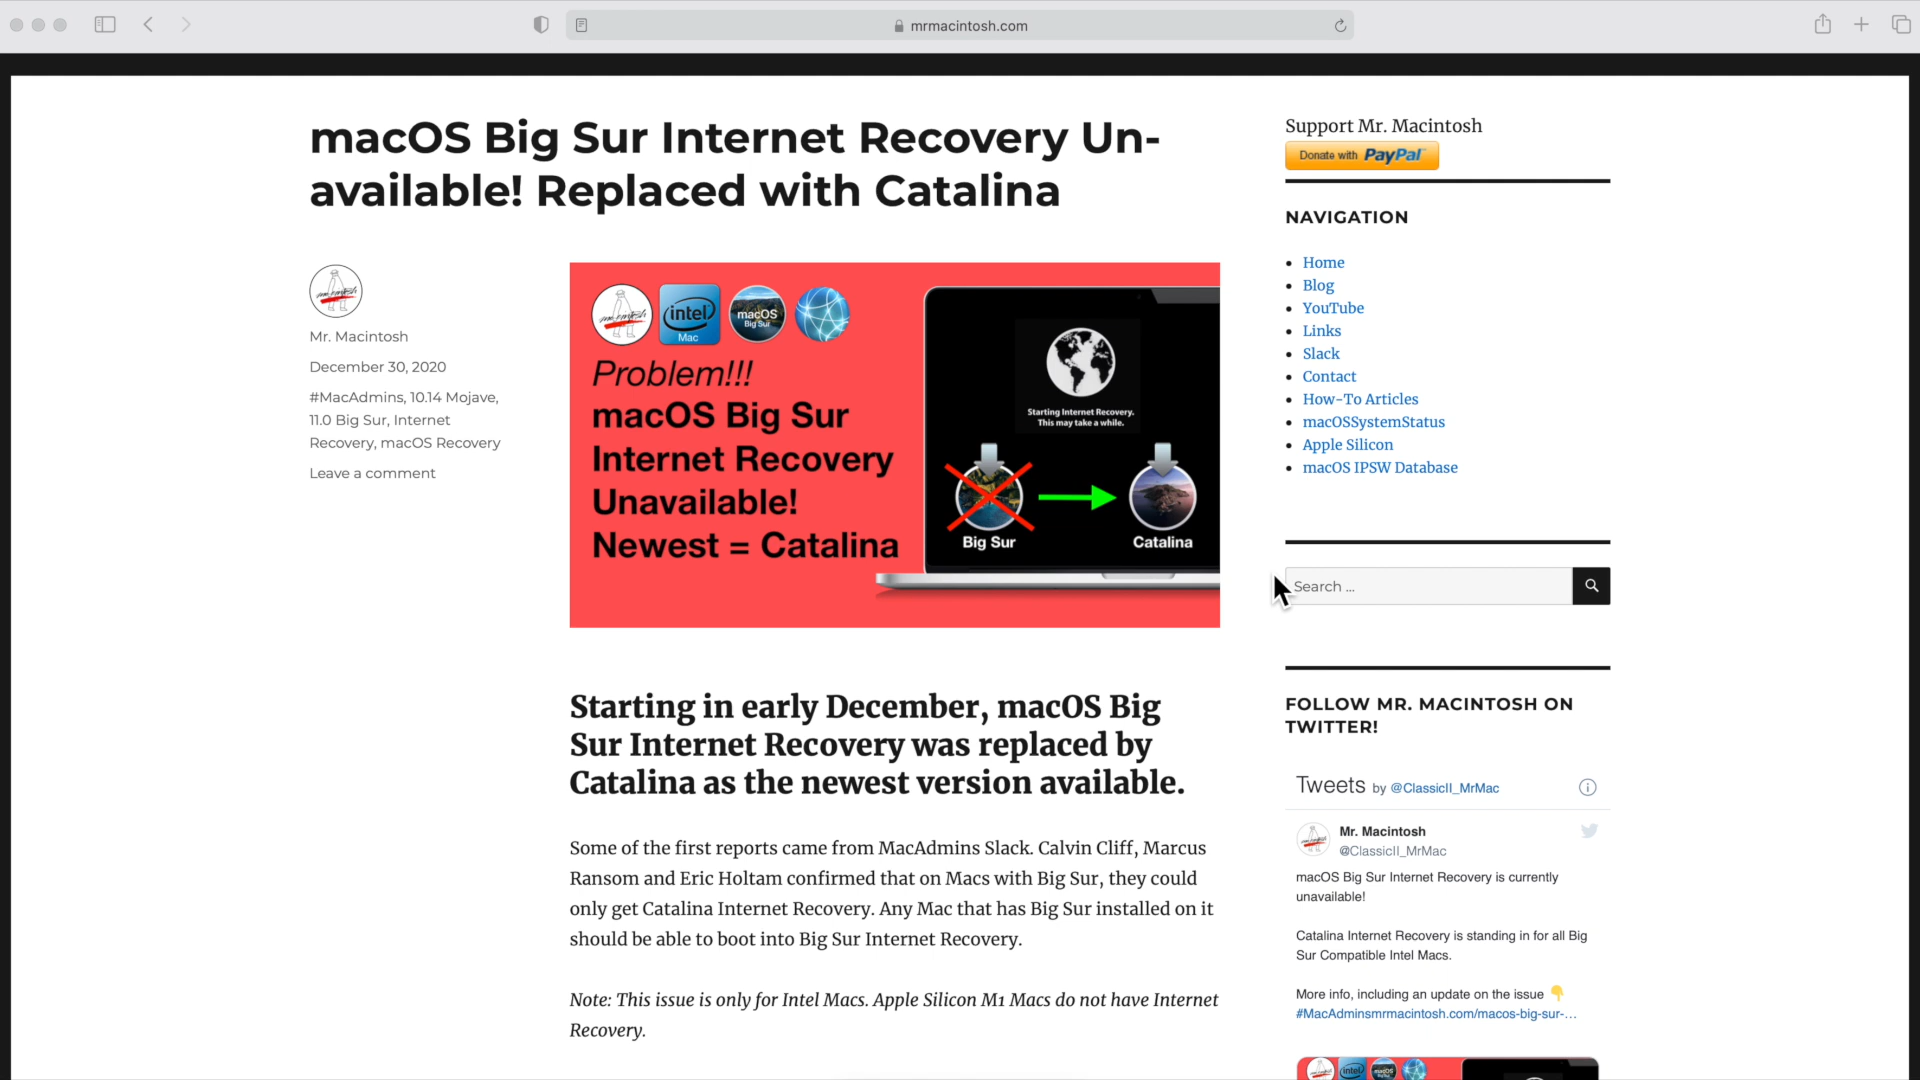 mrmacintosh.com
macOS Big Sur Internet Recovery Un-
available! Replaced with Catalina
Mr. Macintosh
December 30, 2020
#MacAdmins, 10.14 Mojave,
11.0 Big Sur, Internet
Recovery, macOS Recovery
Leave a comment
intel
Mac
macOS
Big Sur
Problem!!!
macOS Big Sur
Internet Recovery
Unavailable!
Newest = Catalina
Starting Internet Recovery.
This may take a while.
Big Sur
Catalina
Starting in early December, macOS Big
Sur Internet Recovery was replaced by
Catalina as the newest version available.
Some of the first reports came from MacAdmins Slack. Calvin Cliff, Marcus
Ransom and Eric Holtam confirmed that on Macs with Big Sur, they could
only get Catalina Internet Recovery. Any Mac that has Big Sur installed on it
should be able to boot into Big Sur Internet Recovery.
Note: This issue is only for Intel Macs. Apple Silicon M1 Macs do not have Internet
Recovery.
Support Mr. Macintosh
Donate with PayPal
NAVIGATION
Home
Blog
YouTube
Links
Slack
Contact
How-To Articles
macOSSystemStatus
Apple Silicon
macOS IPSW Database
Search ...
FOLLOW MR. MACINTOSH ON
TWITTER!
Tweets by @ClassicII_MrMac
Mr. Macintosh
@ClassicII_MrMac
macOS Big Sur Internet Recovery is currently
unavailable!
Catalina Internet Recovery is standing in for all Big
Sur Compatible Intel Macs.
More info, including an update on the issue 👇
#MacAdminsmrmacintosh.com/macos-big-sur-…
intel
macOS